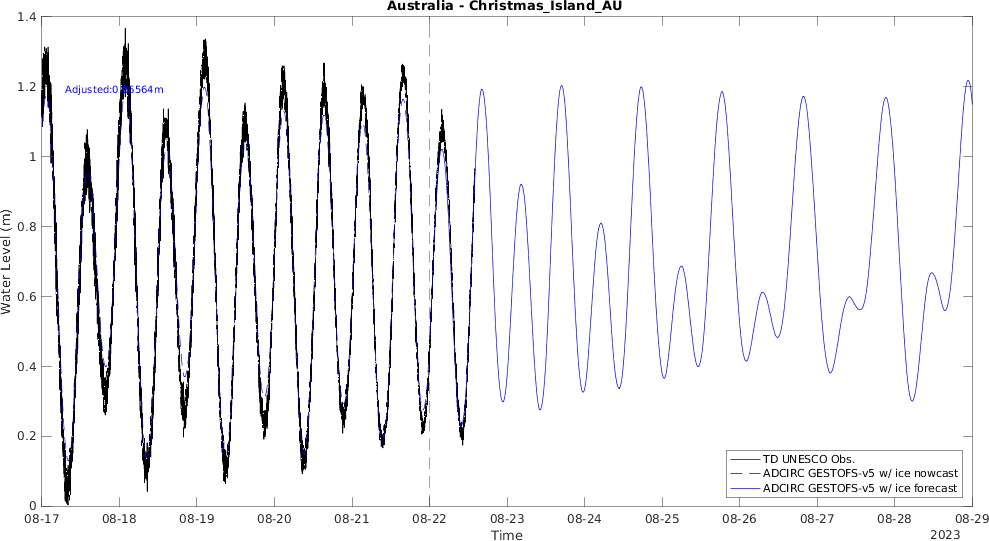 Australia - Christmas_Island_AU
1.4
1.2
1
0.8
0.6
0.4
0.2
0
Water Level (m)
TD UNESCO Obs.
ADCIRC GESTOFS-v5 w/ ice nowcast
ADCIRC GESTOFS-v5 w/ ice forecast
08-17 08-18 08-19 08-20 08-21 08-22 08-23 08-24 08-25 08-26 08-27 08-28 08-29
Time
2023